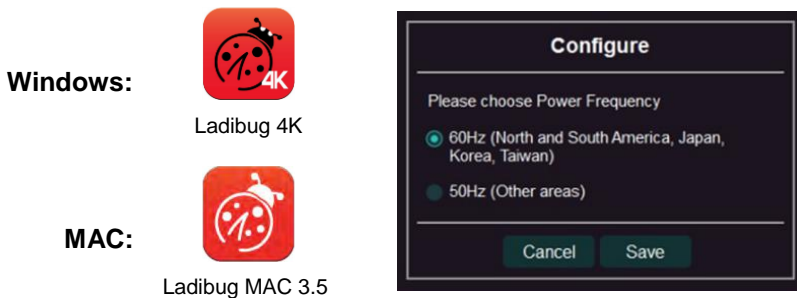 Windows:
4K
Ladibug 4K
MAC:
Ladibug MAC 3.5
Configure
Please choose Power Frequency
60Hz (North and South America, Japan,
Korea, Taiwan)
50Hz (Other areas)
Cancel Save